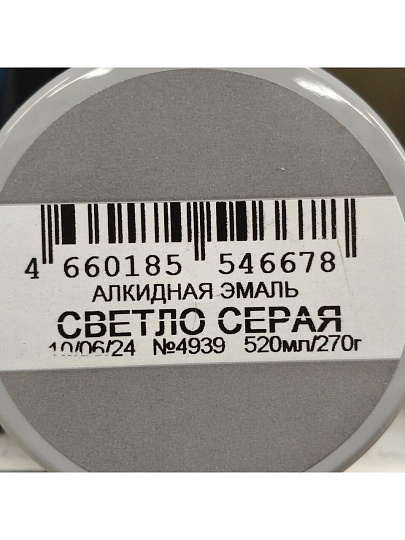 4 660185 546678
АЛКИДНАЯ ЭМАЛЬ
СВЕТЛО СЕРАЯ
10/06/24 №4939 520мл/270г